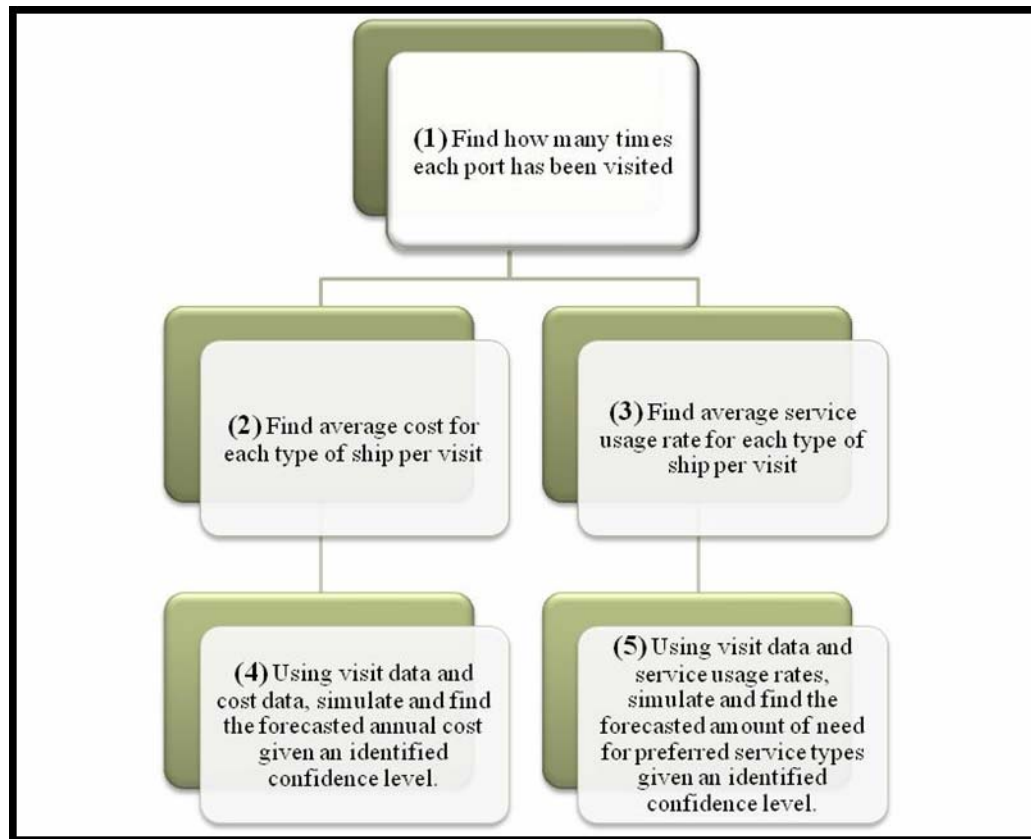 (1) Find how many times
each port has been visited
(2) Find average cost for
each type of ship per visit
(3) Find average service
usage rate for each type of
ship per visit
(4) Using visit data and
cost data, simulate and find
the forecasted annual cost
given an identified
confidence level.
(5) Using visit data and
service usage rates,
simulate and find the
forecasted amount of need
for preferred service types
given an identified
confidence level.